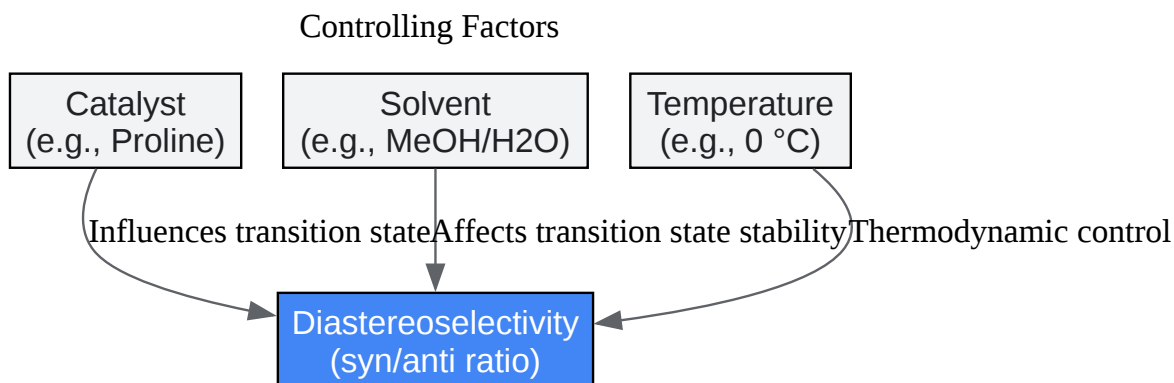 Controlling Factors
Catalyst
(e.g., Proline)
Solvent
(e.g., MeOH/H2O)
Temperature
(e.g., 0 °C)
Influences transition state
Affects transition state stability
Thermodynamic control
Diastereoselectivity
(syn/anti ratio)